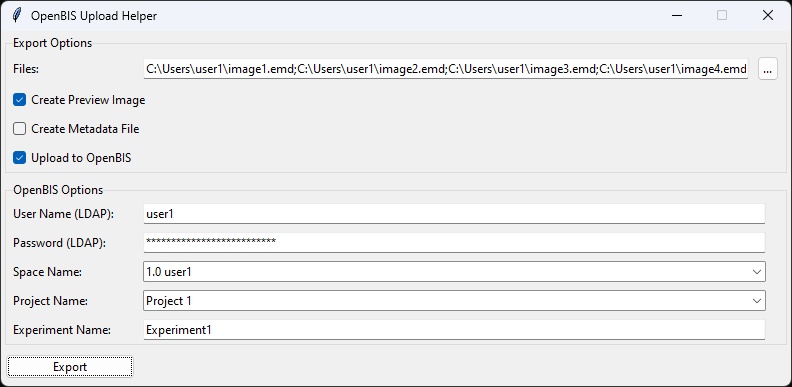 OpenBIS Upload Helper
Export Options
Files: C:\Users\user1\image1.emd;C:\Users\user1\image2.emd;C:\Users\user1\image3.emd;C:\Users\user1\image4.emd ...
Create Preview Image
Create Metadata File
Upload to OpenBIS
OpenBIS Options
User Name (LDAP): user1
Password (LDAP): **************************
Space Name: 1.0 user1
Project Name: Project 1
Experiment Name: Experiment1
Export